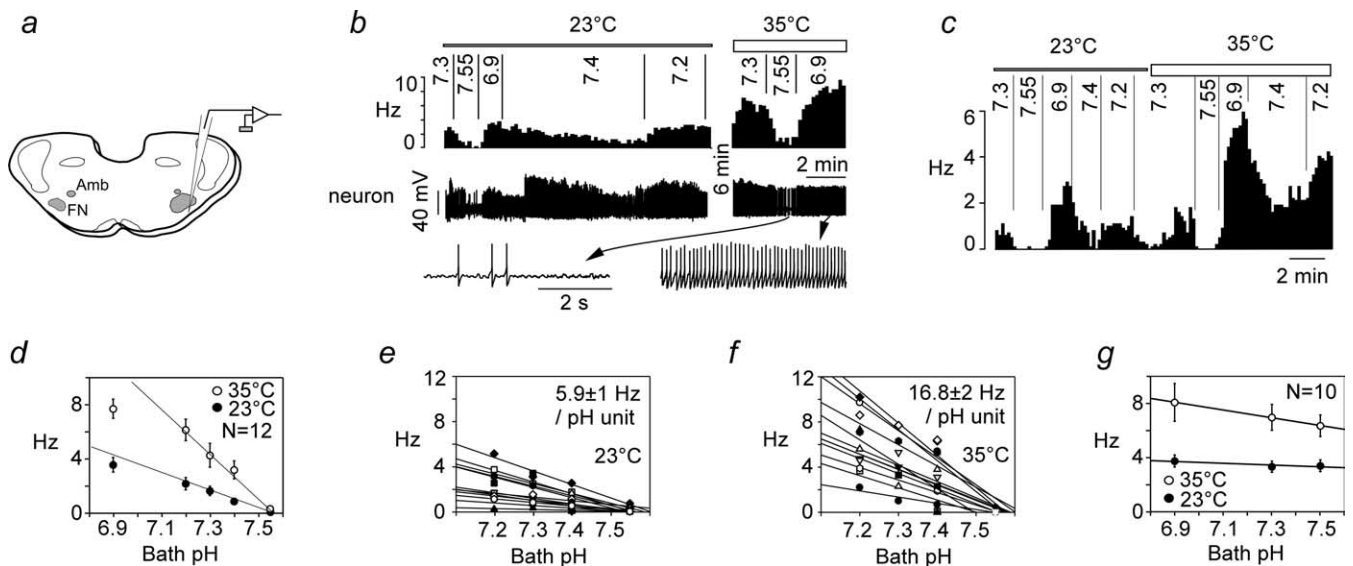 a
Amb
FN
b
23°C
35°C
7.3
7.55
6.9
7.4
7.2
7.3
7.55
6.9
10
Hz
0
6 min
2 min
neuron
40 mV
2 s
c
23°C
35°C
7.3
7.55
6.9
7.4
7.2
7.3
7.55
6.9
7.4
7.2
6
4
Hz
2
0
2 min
d
8
Hz
4
0
35°C
23°C
N=12
6.9
7.1
7.3
7.5
Bath pH
e
12
8
4
0
5.9±1 Hz
/ pH unit
23°C
7.2
7.3
7.4
7.5
Bath pH
f
12
8
4
0
16.8±2 Hz
/ pH unit
35°C
7.2
7.3
7.4
7.5
Bath pH
g
12
Hz
8
4
0
N=10
35°C
23°C
6.9
7.1
7.3
7.5
Bath pH